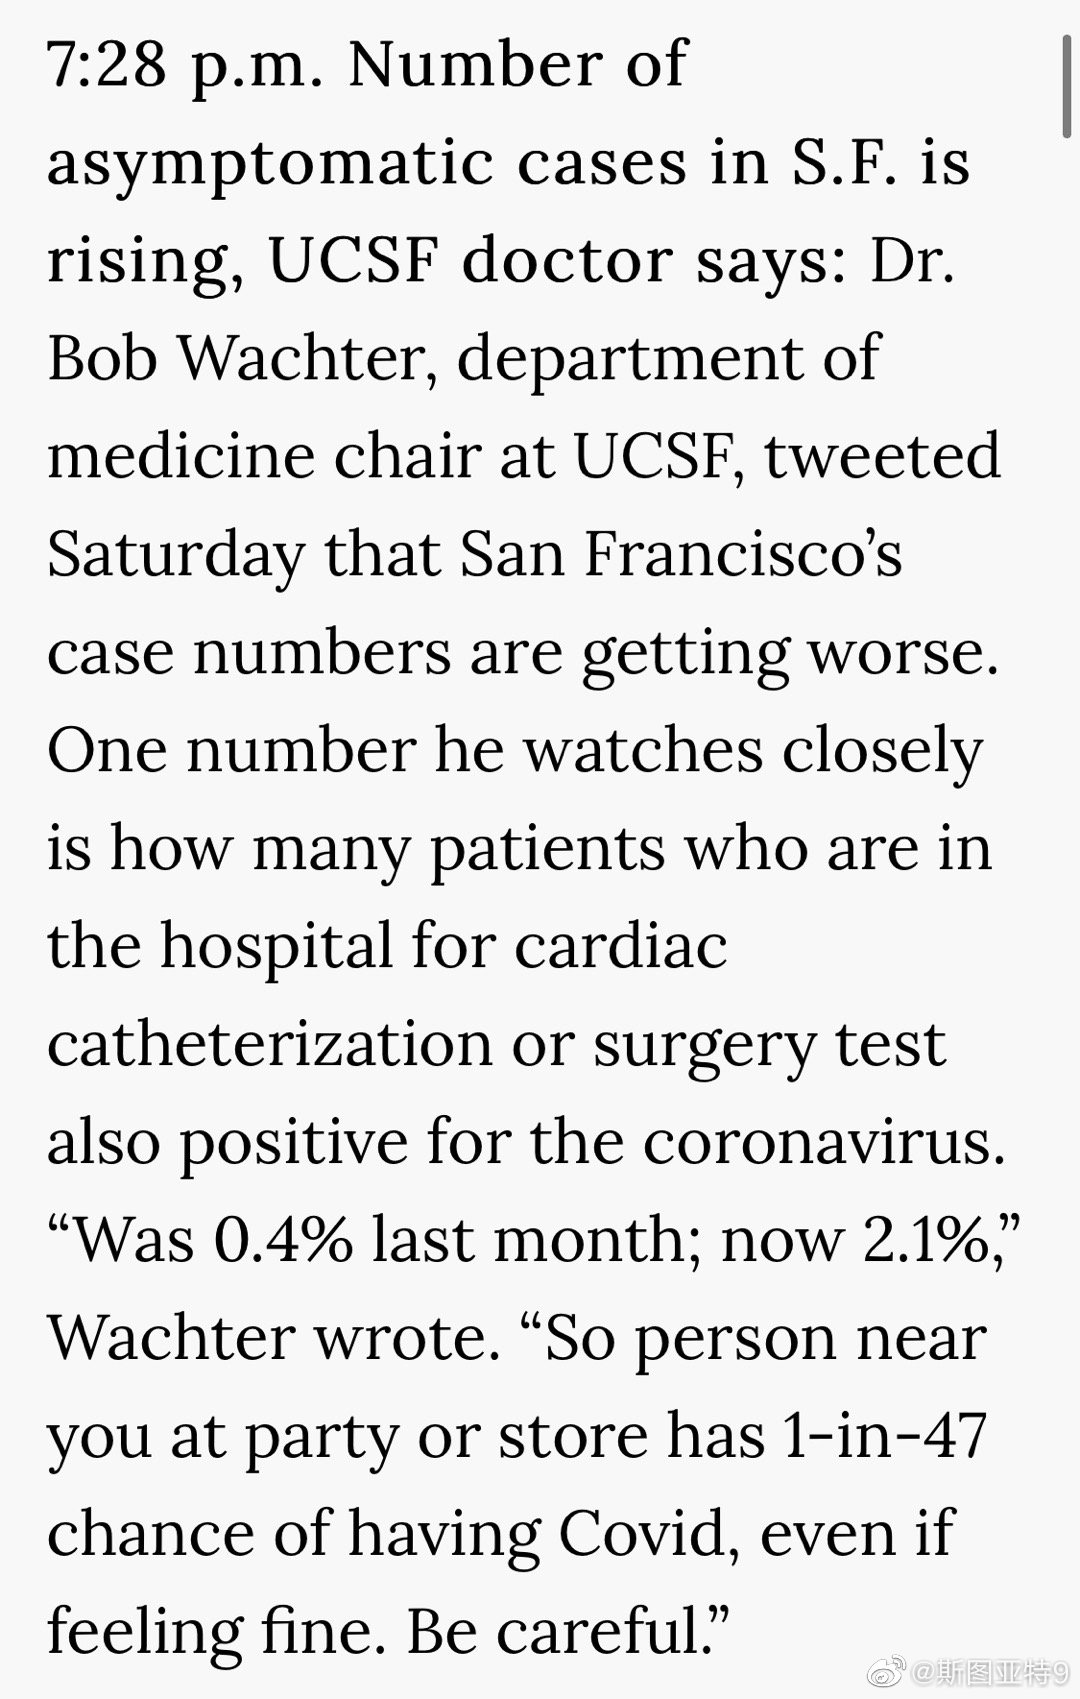 7:28 p.m. Number of
asymptomatic cases in S.F. is
rising, UCSF doctor says: Dr.
Bob Wachter, department of
medicine chair at UCSF, tweeted
Saturday that San Francisco’s
case numbers are getting worse.
One number he watches closely
is how many patients who are in
the hospital for cardiac
catheterization or surgery test
also positive for the coronavirus.
“Was 0.4% last month; now 2.1%,”
Wachter wrote. “So person near
you at party or store has 1-in-47
chance of having Covid, even if
feeling fine. Be careful.”
@斯图亚特9